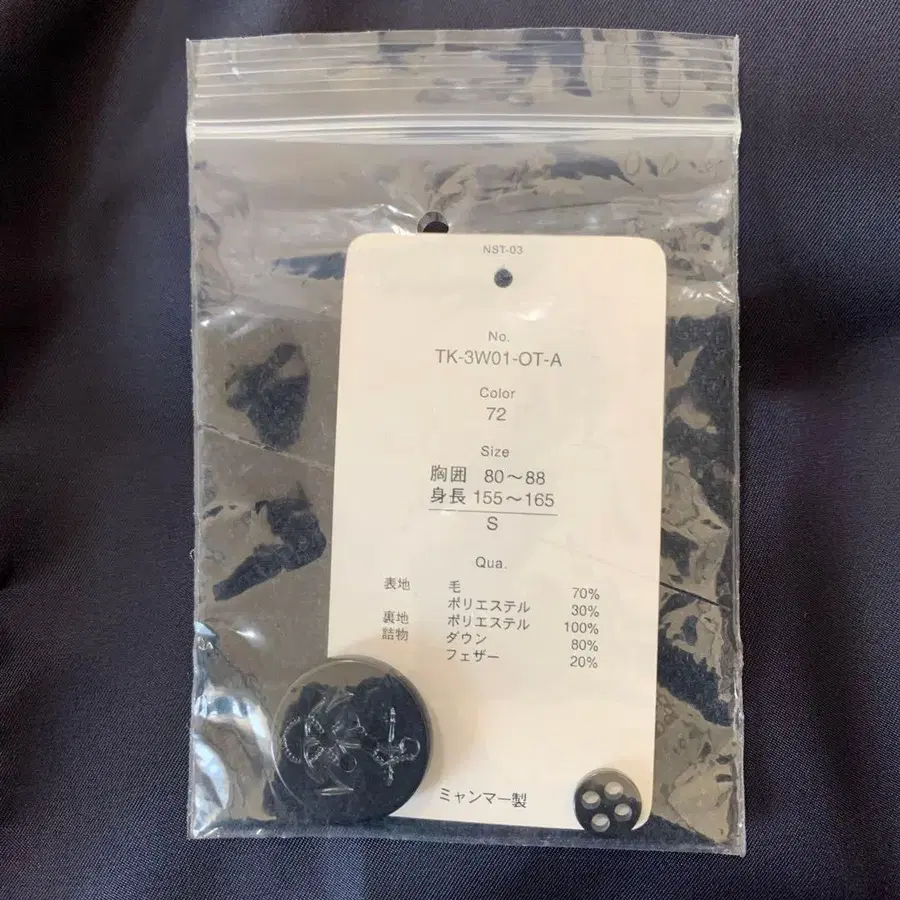 NST-03
No.
TK-3W01-OT-A
Color
72
Size
胸囲 80〜88
身長 155〜165
S
Qua.
表地 毛 70%
ポリエステル 30%
裏地 ポリエステル 100%
詰物 ダウン 80%
フェザー 20%
ミャンマー製